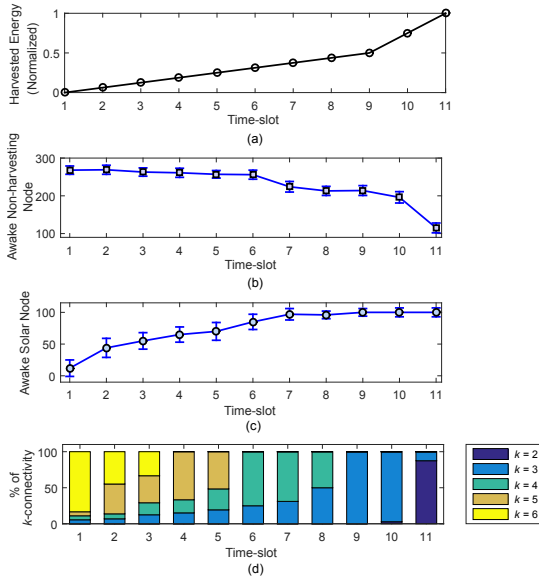 Harvested Energy
(Normalized)
1
0.5
0
1 2 3 4 5 6 7 8 9 10 11
Time-slot
(a)
Awake Non-harvesting
Node
300
200
100
1 2 3 4 5 6 7 8 9 10 11
Time-slot
(b)
Awake Solar Node
100
50
0
1 2 3 4 5 6 7 8 9 10 11
Time-slot
(c)
% of
k-connectivity
100
50
0
1 2 3 4 5 6 7 8 9 10 11
Time-slot
(d)
k = 2
k = 3
k = 4
k = 5
k = 6